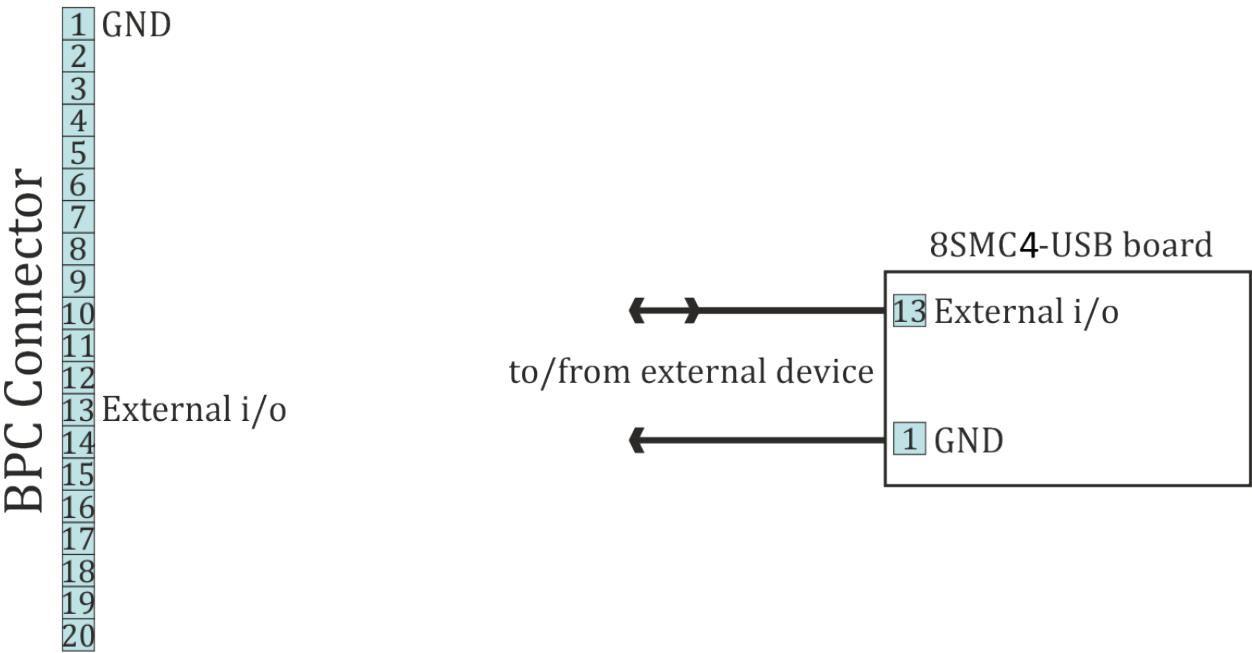 BPC Connector
1 GND
2
3
4
5
6
7
8
9
10
11
12
13 External i/o
14
15
16
17
18
19
20
8SMC4-USB board
13 External i/o
to/from external device
1 GND